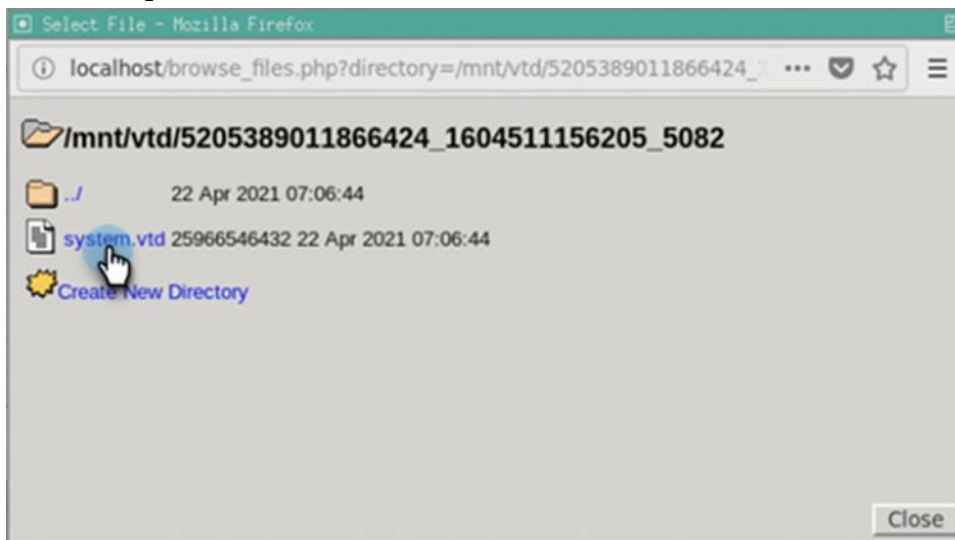 Select File - Mozilla Firefox
localhost/browse_files.php?directory=/mnt/vtd/5205389011866424_
/mnt/vtd/5205389011866424_1604511156205_5082
../ 22 Apr 2021 07:06:44
system.vtd 25966546432 22 Apr 2021 07:06:44
Create New Directory
Close